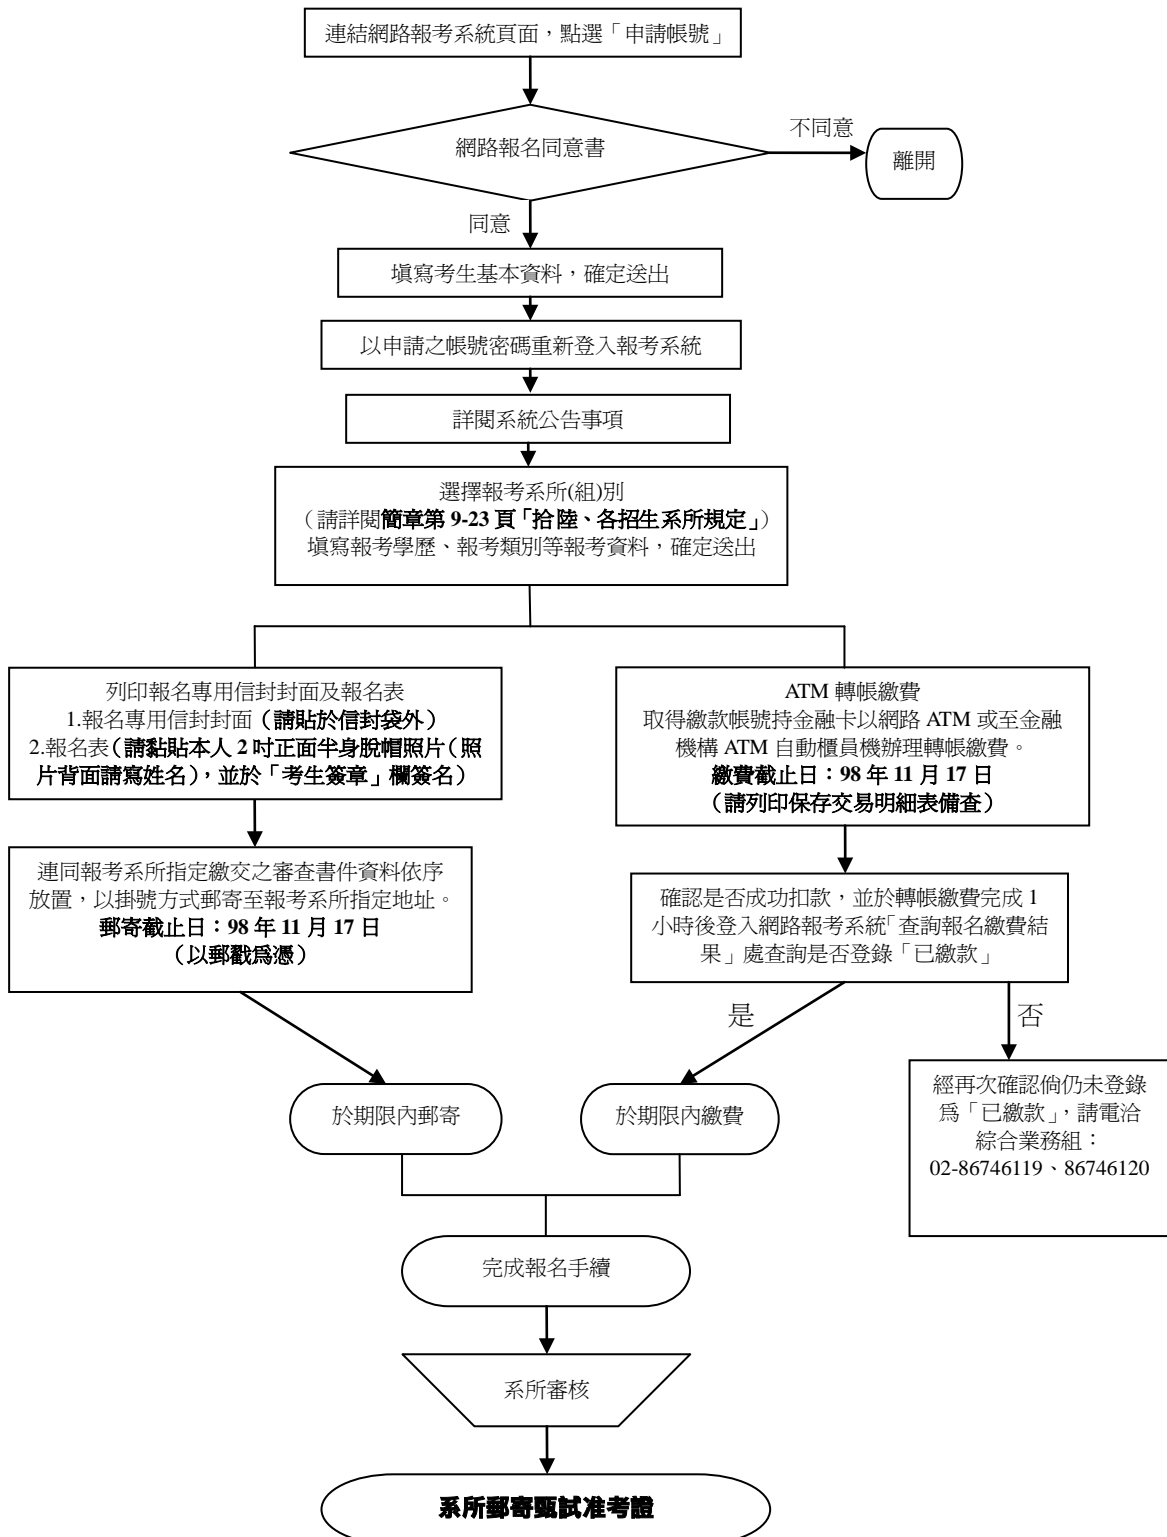 連結網路報考系統頁面，點選「申請帳號」
網路報名同意書
不同意
離開
同意
填寫考生基本資料，確定送出
以申請之帳號密碼重新登入報考系統
詳閱系統公告事項
選擇報考系所(組)別
（請詳閱簡章第 9-23 頁「拾陸、各招生系所規定」）
填寫報考學歷、報考類別等報考資料，確定送出
列印報名專用信封封面及報名表
1.報名專用信封封面（請貼於信封袋外）
2.報名表（請黏貼本人 2 吋正面半身脫帽照片（照
片背面請寫姓名），並於「考生簽章」欄簽名）
ATM 轉帳繳費
取得繳款帳號持金融卡以網路 ATM 或至金融
機構 ATM 自動櫃員機辦理轉帳繳費。
繳費截止日：98 年 11 月 17 日
（請列印保存交易明細表備查）
連同報考系所指定繳交之審查書件資料依序
放置，以掛號方式郵寄至報考系所指定地址。
郵寄截止日：98 年 11 月 17 日
（以郵戳為憑）
確認是否成功扣款，並於轉帳繳費完成 1
小時後登入網路報考系統「查詢報名繳費結
果」處查詢是否登錄「已繳款」
是
否
於期限內郵寄
於期限內繳費
經再次確認倘仍未登錄
為「已繳款」，請電洽
綜合業務組：
02-86746119、86746120
完成報名手續
系所審核
系所郵寄甄試准考證